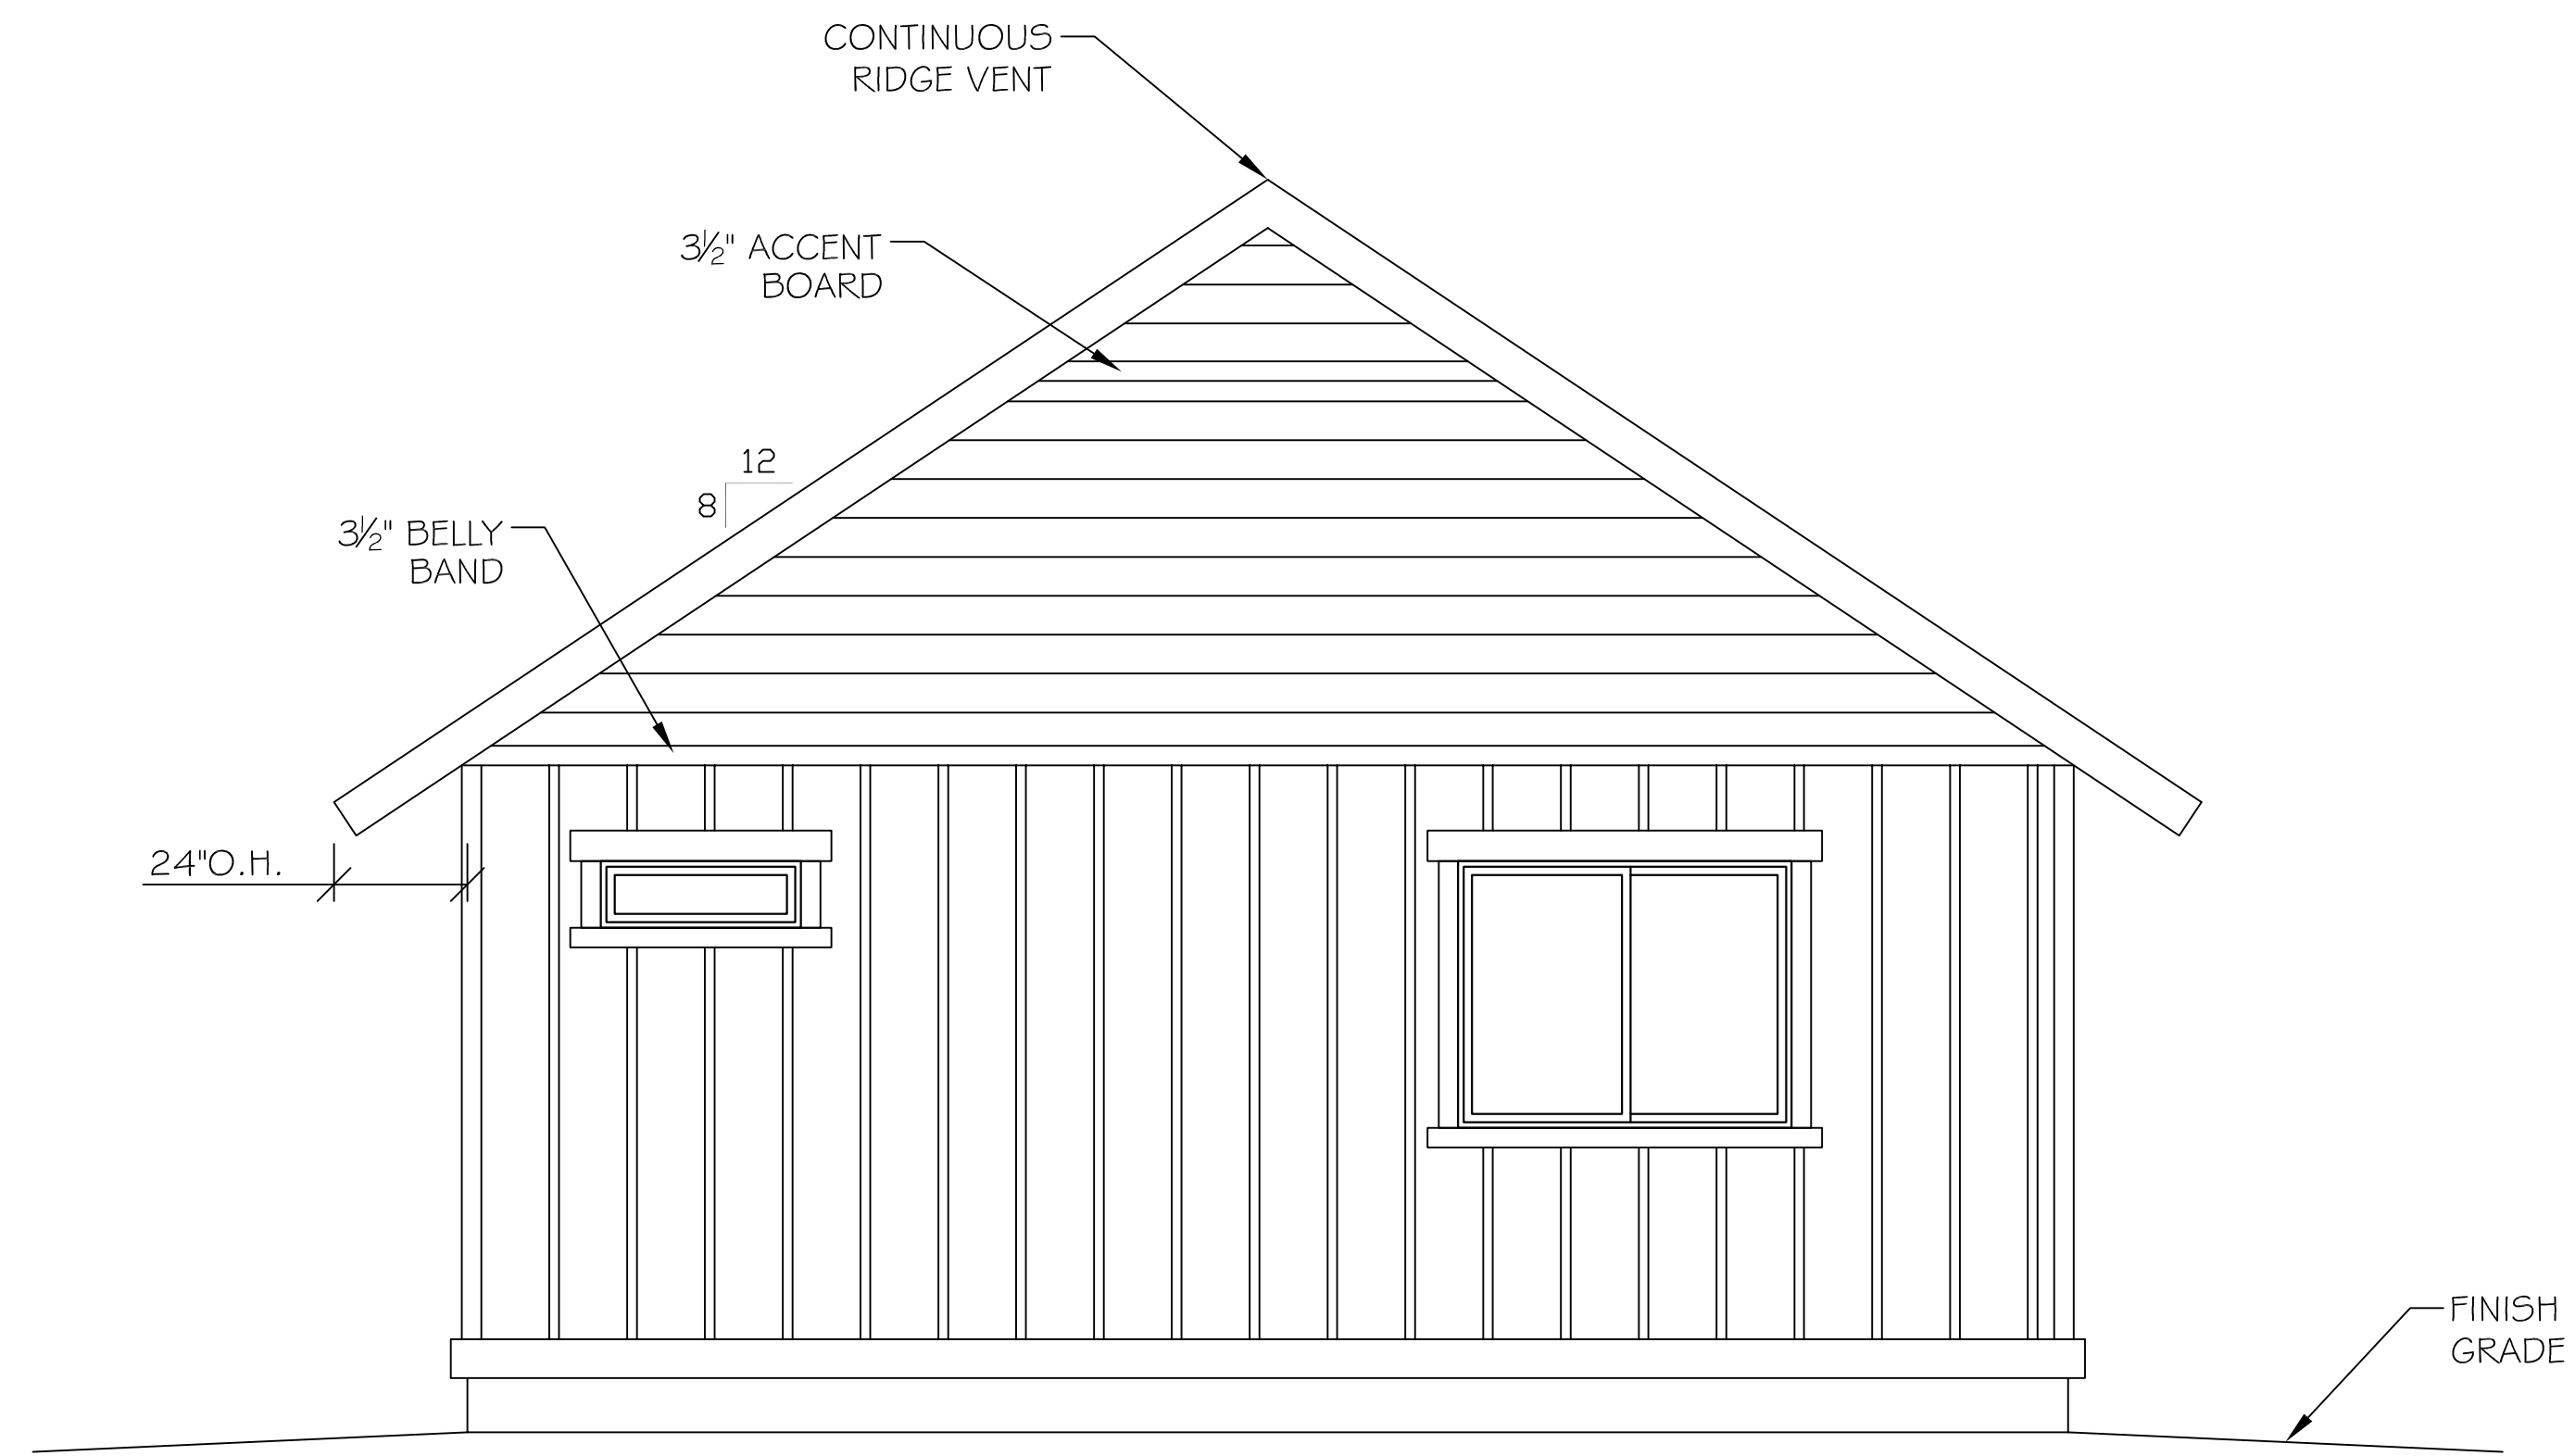 CONTINUOUS
RIDGE VENT
3½" ACCENT
BOARD
12
8
3½" BELLY
BAND
24"O.H.
FINISH
GRADE